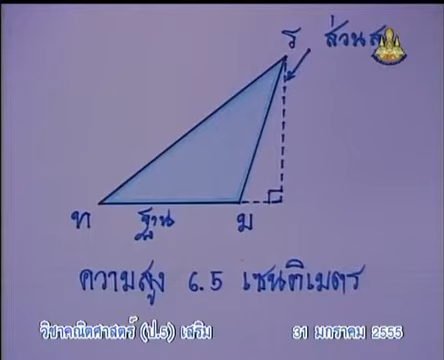 ร ส่วนส
ท ฐาน ม
ความสูง 6.5 เซนติเมตร
วิชาคณิตศาสตร์ (ป.5) เสริม 31 มกราคม 2555